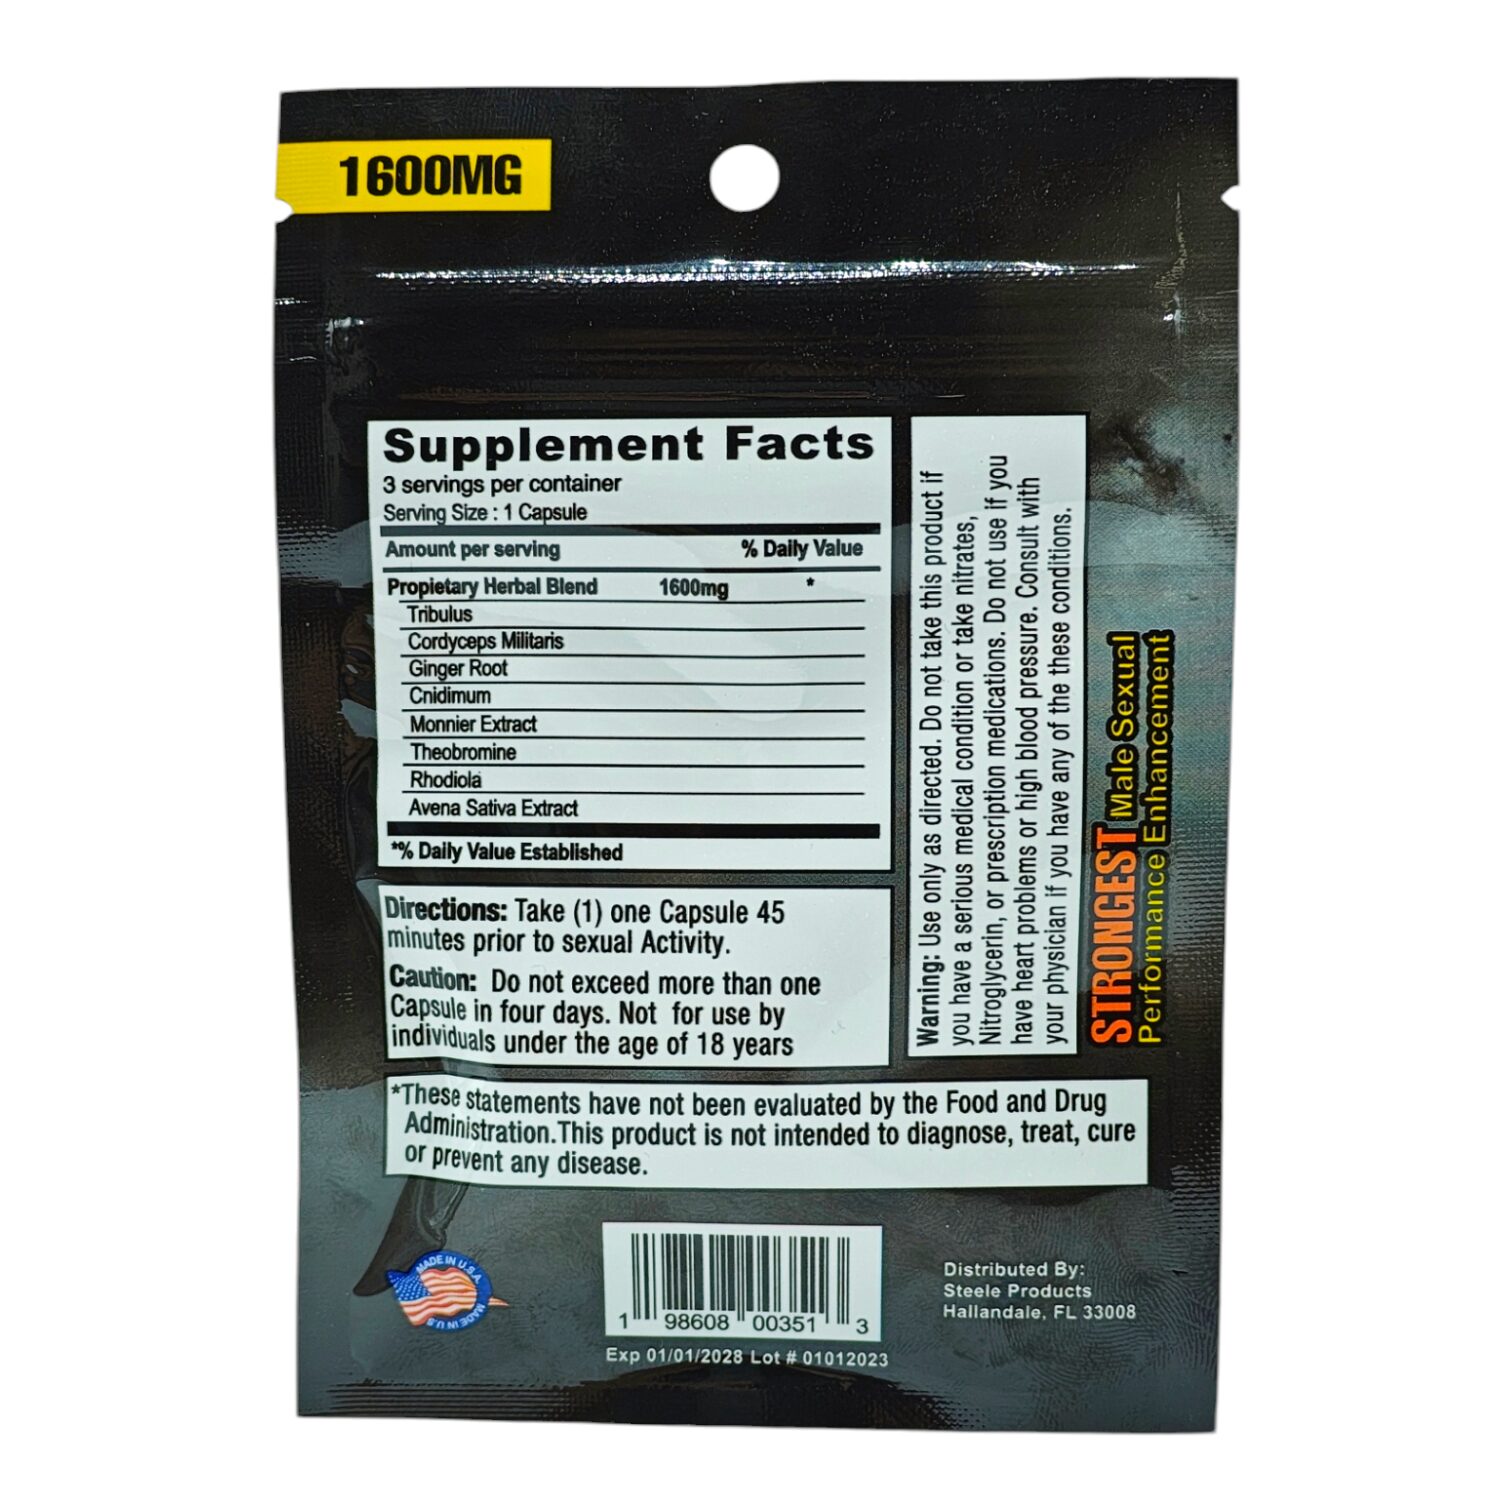 1600MG
Supplement Facts
3 servings per container
Serving Size : 1 Capsule
Amount per serving % Daily Value
Propietary Herbal Blend 1600mg *
Tribulus
Cordyceps Militaris
Ginger Root
Cnidimum
Monnier Extract
Theobromine
Rhodiola
Avena Sativa Extract
*% Daily Value Established
Directions: Take (1) one Capsule 45
minutes prior to sexual Activity.
Caution: Do not exceed more than one
Capsule in four days. Not for use by
individuals under the age of 18 years
Warning: Use only as directed. Do not take this product if
you have a serious medical condition or take nitrates,
Nitroglycerin, or prescription medications. Do not use if you
have heart problems or high blood pressure. Consult with
your physician if you have any of the these conditions.
STRONGEST Male Sexual
Performance Enhancement
*These statements have not been evaluated by the Food and Drug
Administration.This product is not intended to diagnose, treat, cure
or prevent any disease.
MADE IN U.S.A.
MADE IN U.S
1 98608 00351 3
Exp 01/01/2028 Lot # 01012023
Distributed By:
Steele Products
Hallandale, FL 33008